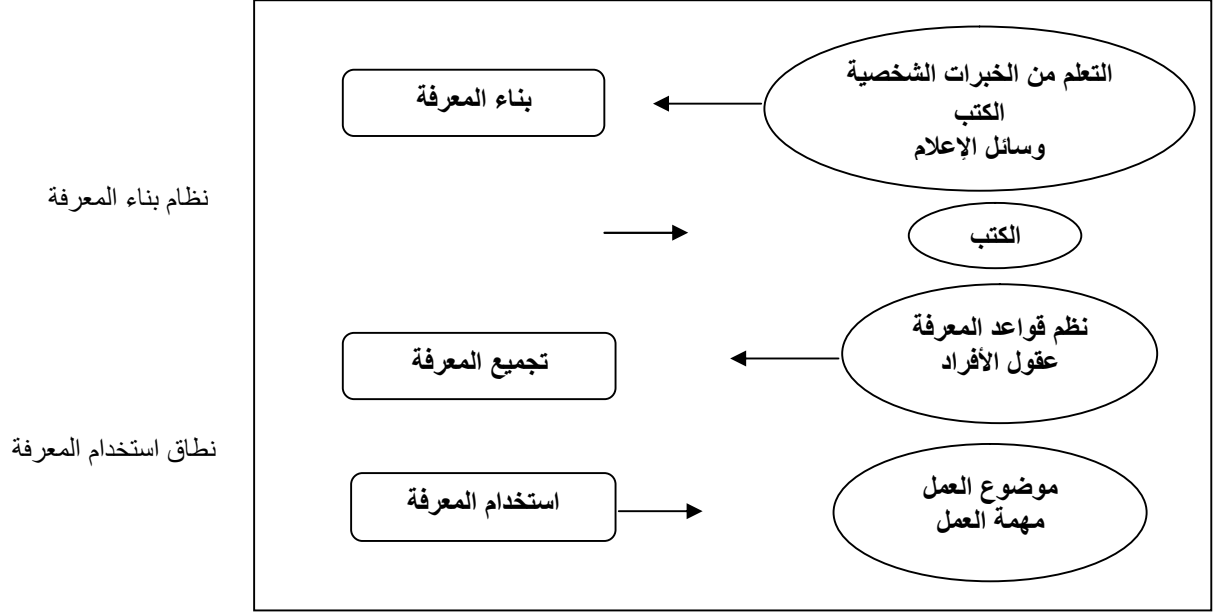 التعلم من الخبرات الشخصية
الكتب
وسائل الإعلام
بناء المعرفة
نظام بناء المعرفة
الكتب
نظم قواعد المعرفة
عقول الأفراد
تجميع المعرفة
نطاق استخدام المعرفة
موضوع العمل
مهمة العمل
استخدام المعرفة